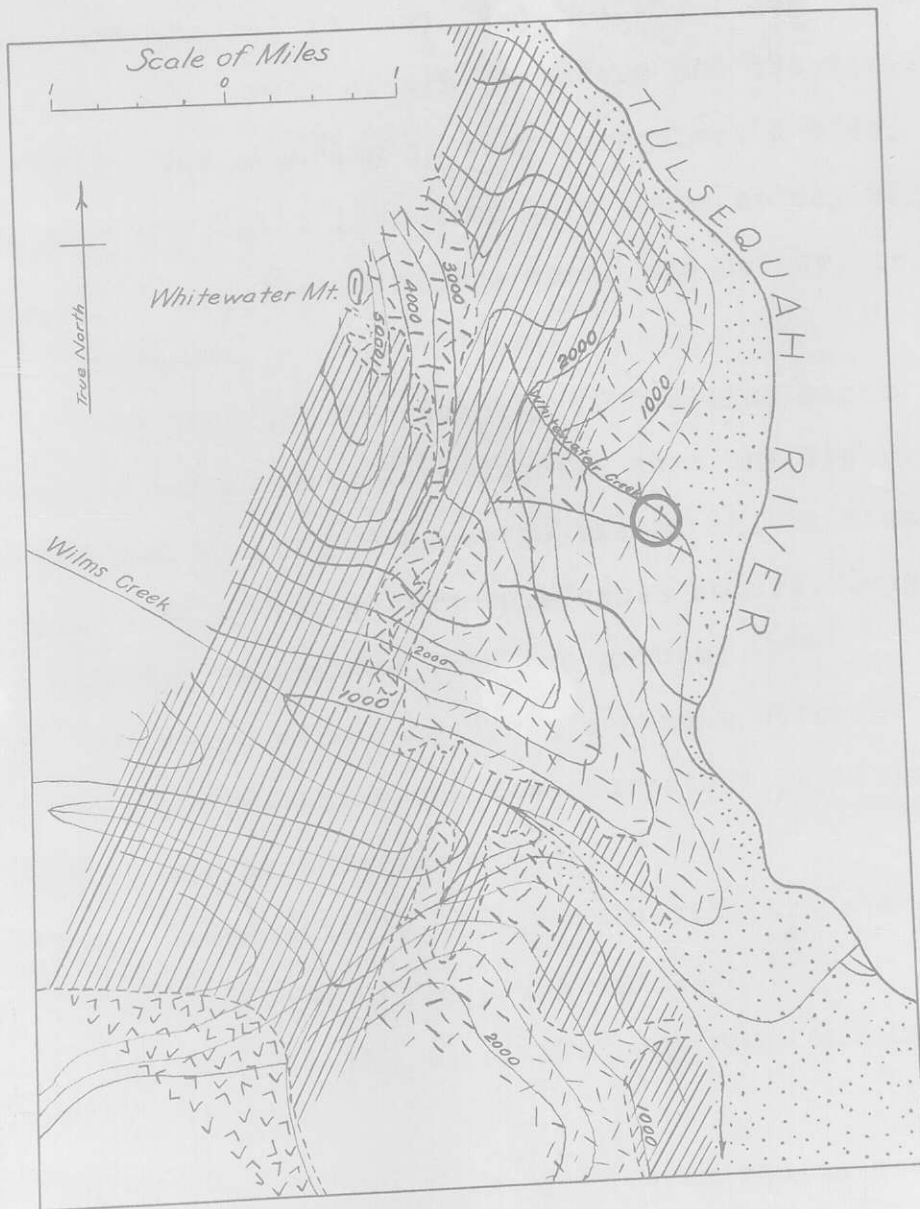 Scale of Miles
1 0 1
TULSEQUAH
RIVER
True North
Whitewater Mt.
5000
4000
3000
2000
1000
Whitewater Creek
Wilms Creek
2000
1000
2000
1000